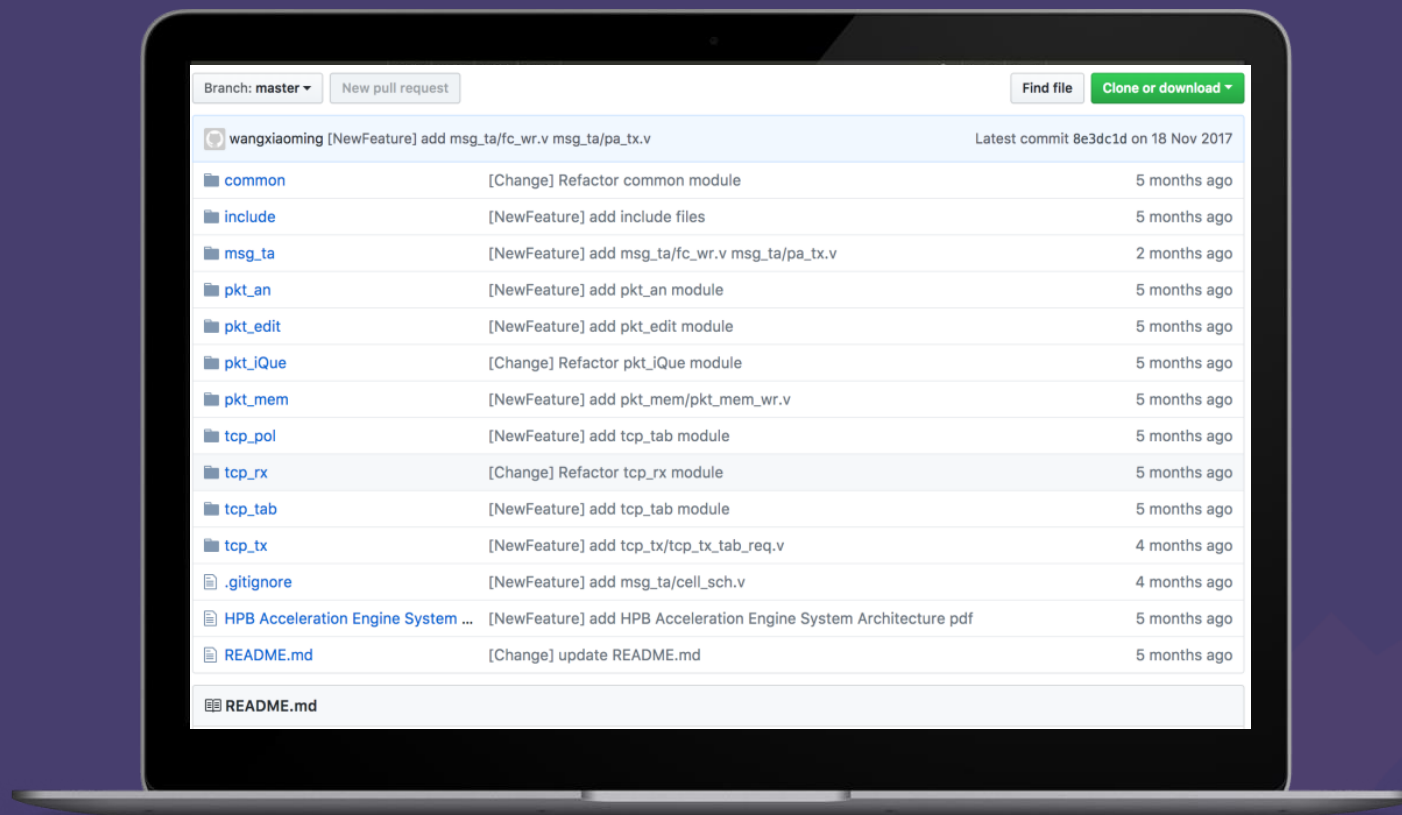 Branch: master New pull request Find file Clone or download
wangxiaoming [NewFeature] add msg_ta/fc_wr.v msg_ta/pa_tx.v Latest commit 8e3dc1d on 18 Nov 2017
common [Change] Refactor common module 5 months ago
include [NewFeature] add include files 5 months ago
msg_ta [NewFeature] add msg_ta/fc_wr.v msg_ta/pa_tx.v 2 months ago
pkt_an [NewFeature] add pkt_an module 5 months ago
pkt_edit [NewFeature] add pkt_edit module 5 months ago
pkt_iQue [Change] Refactor pkt_iQue module 5 months ago
pkt_mem [NewFeature] add pkt_mem/pkt_mem_wr.v 5 months ago
tcp_pol [NewFeature] add tcp_tab module 5 months ago
tcp_rx [Change] Refactor tcp_rx module 5 months ago
tcp_tab [NewFeature] add tcp_tab module 5 months ago
tcp_tx [NewFeature] add tcp_tx/tcp_tx_tab_req.v 4 months ago
.gitignore [NewFeature] add msg_ta/cell_sch.v 4 months ago
HPB Acceleration Engine System ... [NewFeature] add HPB Acceleration Engine System Architecture pdf 5 months ago
README.md [Change] update README.md 5 months ago
README.md